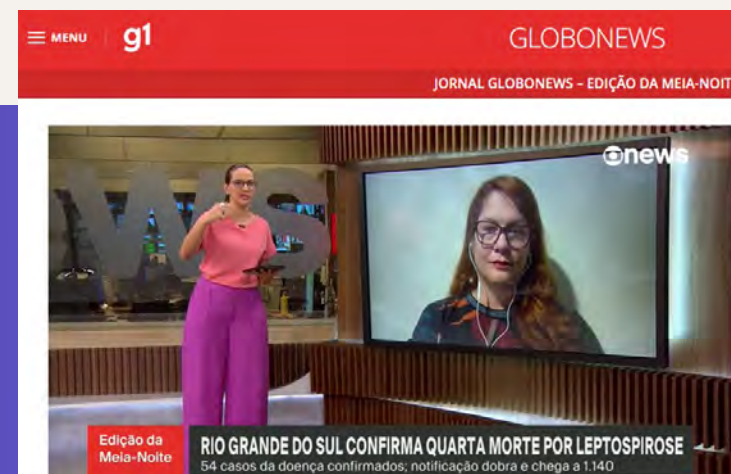 MENU
g1
GLOBONEWS
JORNAL GLOBONEWS – EDIÇÃO DA MEIA-NOIT
news
WS
Edição da
Meia-Noite
RIO GRANDE DO SUL CONFIRMA QUARTA MORTE POR LEPTOSPIROSE
54 casos da doença confirmados; notificação dobra e chega a 1.140